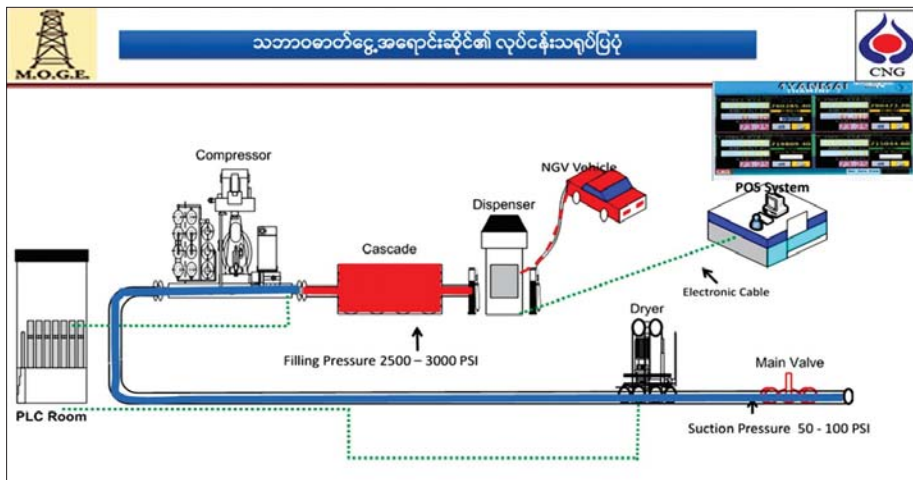 M.O.G.E.
သဘာဝဓာတ်ငွေ့အရောင်းဆိုင်၏ လုပ်ငန်းသရုပ်ပြပုံ
CNG
Compressor
NGV Vehicle
Dispenser
POS System
Cascade
Electronic Cable
Dryer
Filling Pressure 2500 – 3000 PSI
Main Valve
PLC Room
Suction Pressure 50 - 100 PSI